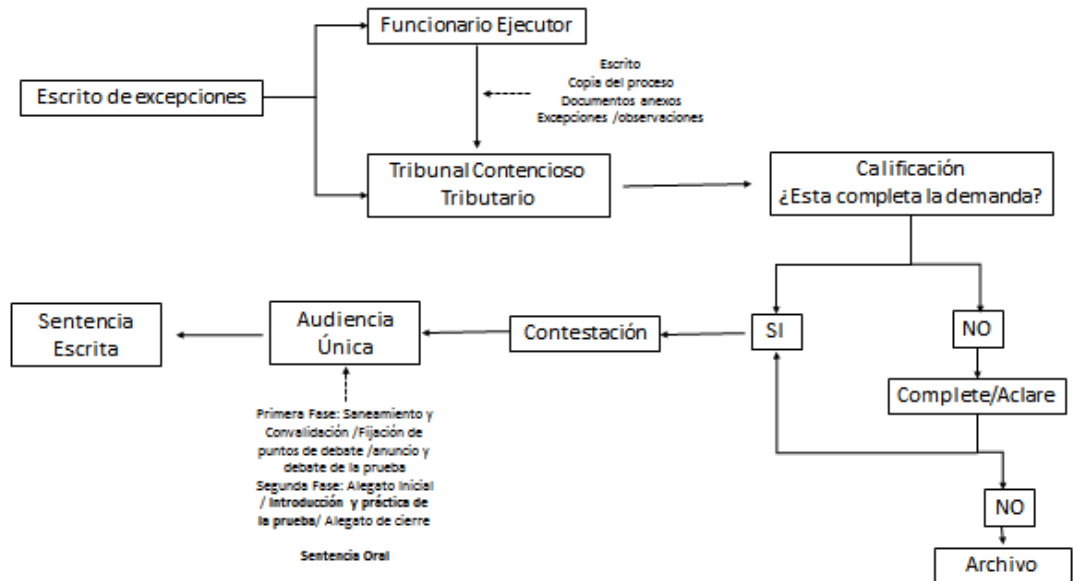 Funcionario Ejecutor
Escrito de excepciones
Escrito
Copia del proceso
Documentos anexos
Excepciones /observaciones
Tribunal Contencioso
Tributario
Calificación
¿Esta completa la demanda?
Sentencia
Escrita
Audiencia
Única
Contestación
SI
NO
Complete/Aclare
Primera Fase: Saneamiento y
Convalidación /Fijación de
puntos de debate /anuncio y
debate de la prueba
Segunda Fase: Alegato Inicial
/ Introducción y práctica de
la prueba/ Alegato de cierre
Sentencia Oral
NO
Archivo